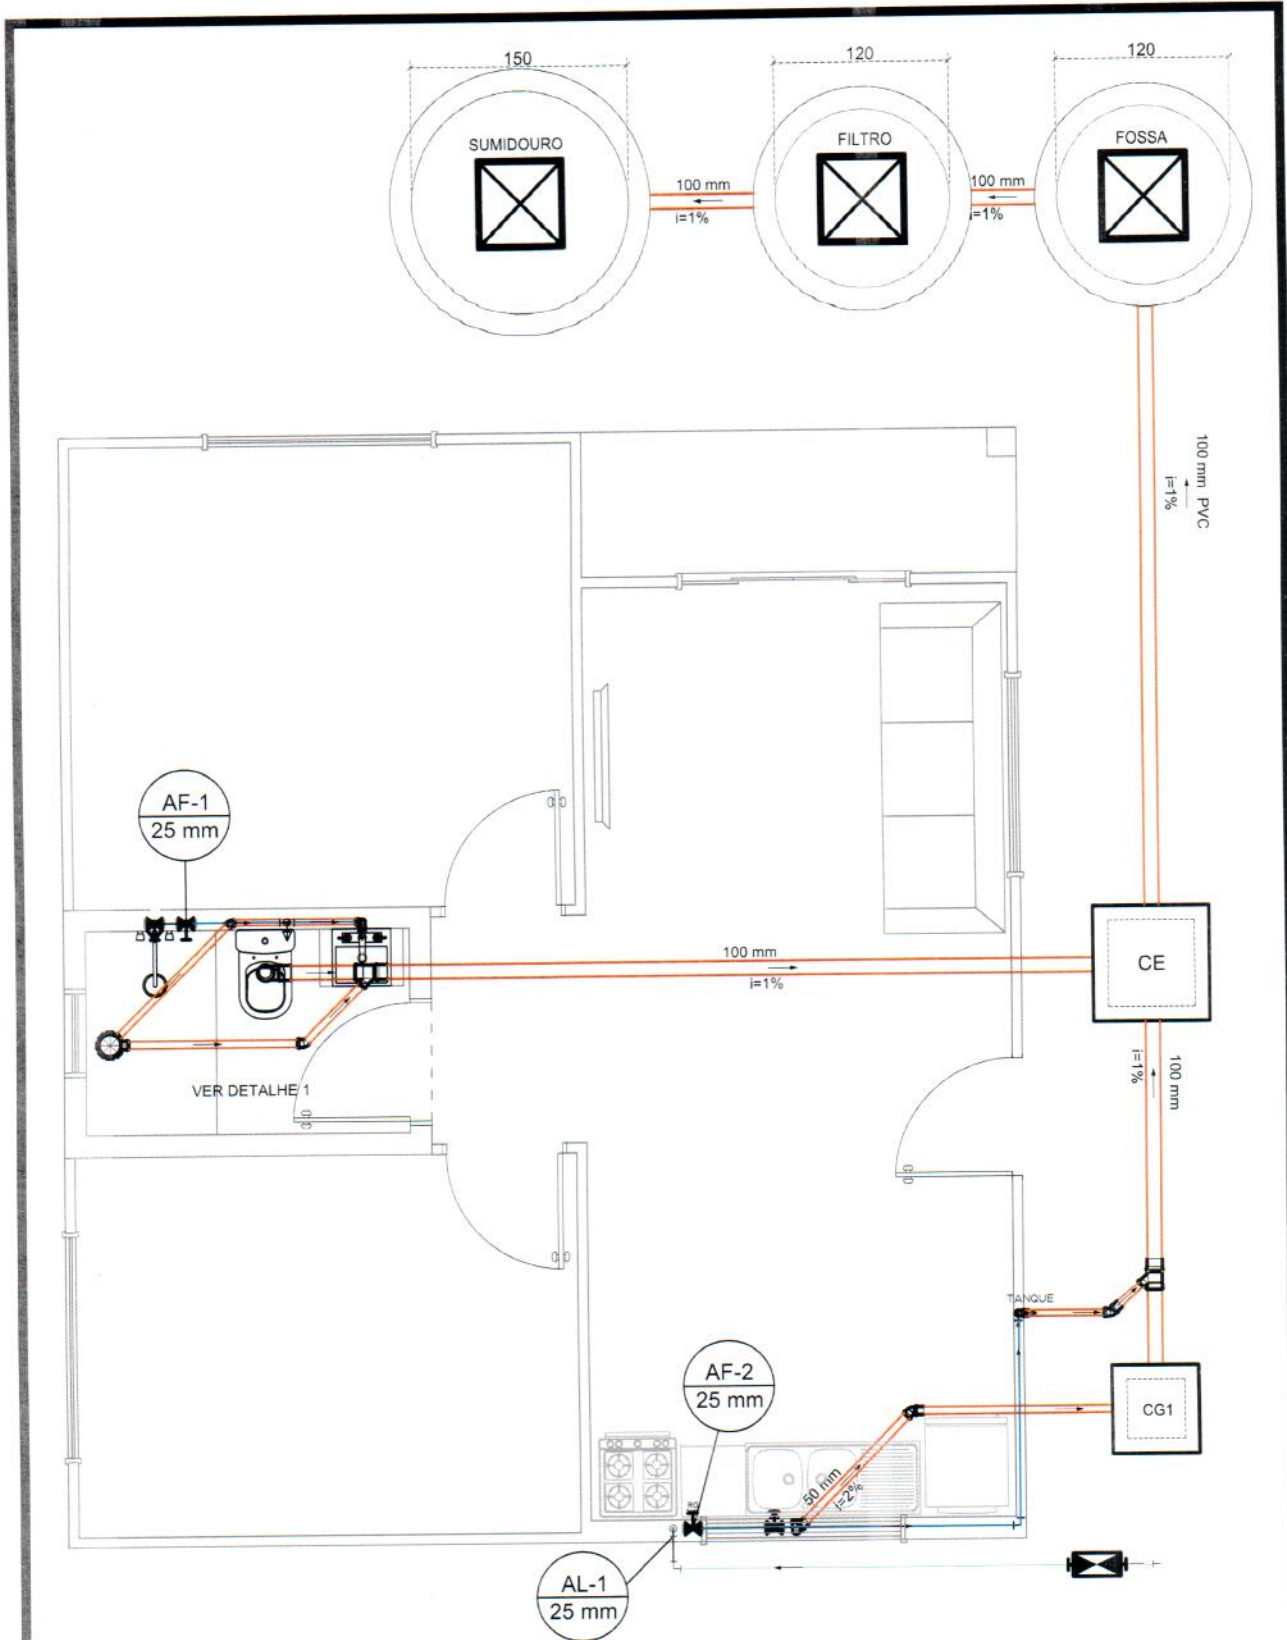 150
120
120
SUMIDOURO
FILTRO
FOSSA
100 mm
i=1%
100 mm
i=1%
100 mm PVC
i=1%
AF-1
25 mm
100 mm
i=1%
CE
VER DETALHE 1
100 mm
i=1%
TANQUE
AF-2
25 mm
CG1
50 mm
i=2%
RG
AL-1
25 mm